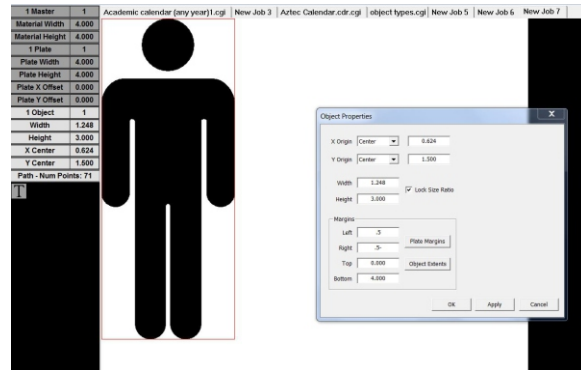 1 Master 1
Material Width 4.000
Material Height 4.000
1 Plate 1
Plate Width 4.000
Plate Height 4.000
Plate X Offset 0.000
Plate Y Offset 0.000
1 Object 1
Width 1.248
Height 3.000
X Center 0.624
Y Center 1.500
Path - Num Points: 71
T
Academic calendar (any year)1.cgi New Job 3 Aztec Calendar.cdr.cgi object types.cgi New Job 5 New Job 6 New Job 7
Object Properties X
X Origin Center 0.624
Y Origin Center 1.500
Width 1.248
Lock Size Ratio
Height 3.000
Margins
Left .5
Plate Margins
Right .5-
Top 0.000 Object Extents
Bottom 4.000
OK Apply Cancel